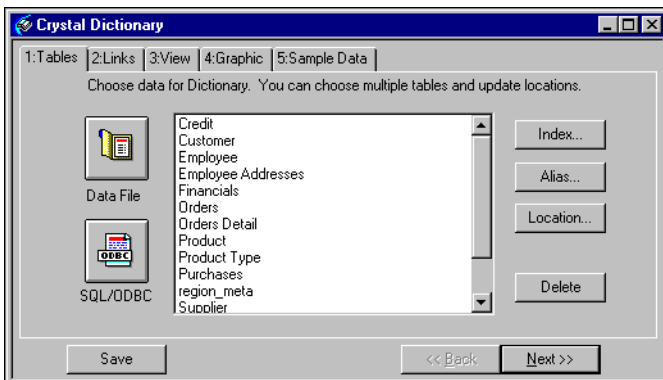 Crystal Dictionary
1:Tables 2:Links 3:View 4:Graphic 5:Sample Data
Choose data for Dictionary. You can choose multiple tables and update locations.
Data File
ODBC
SQL/ODBC
Credit
Customer
Employee
Employee Addresses
Financials
Orders
Orders Detail
Product
Product Type
Purchases
region_meta
Supplier
Index...
Alias...
Location...
Delete
Save
<< Back
Next >>